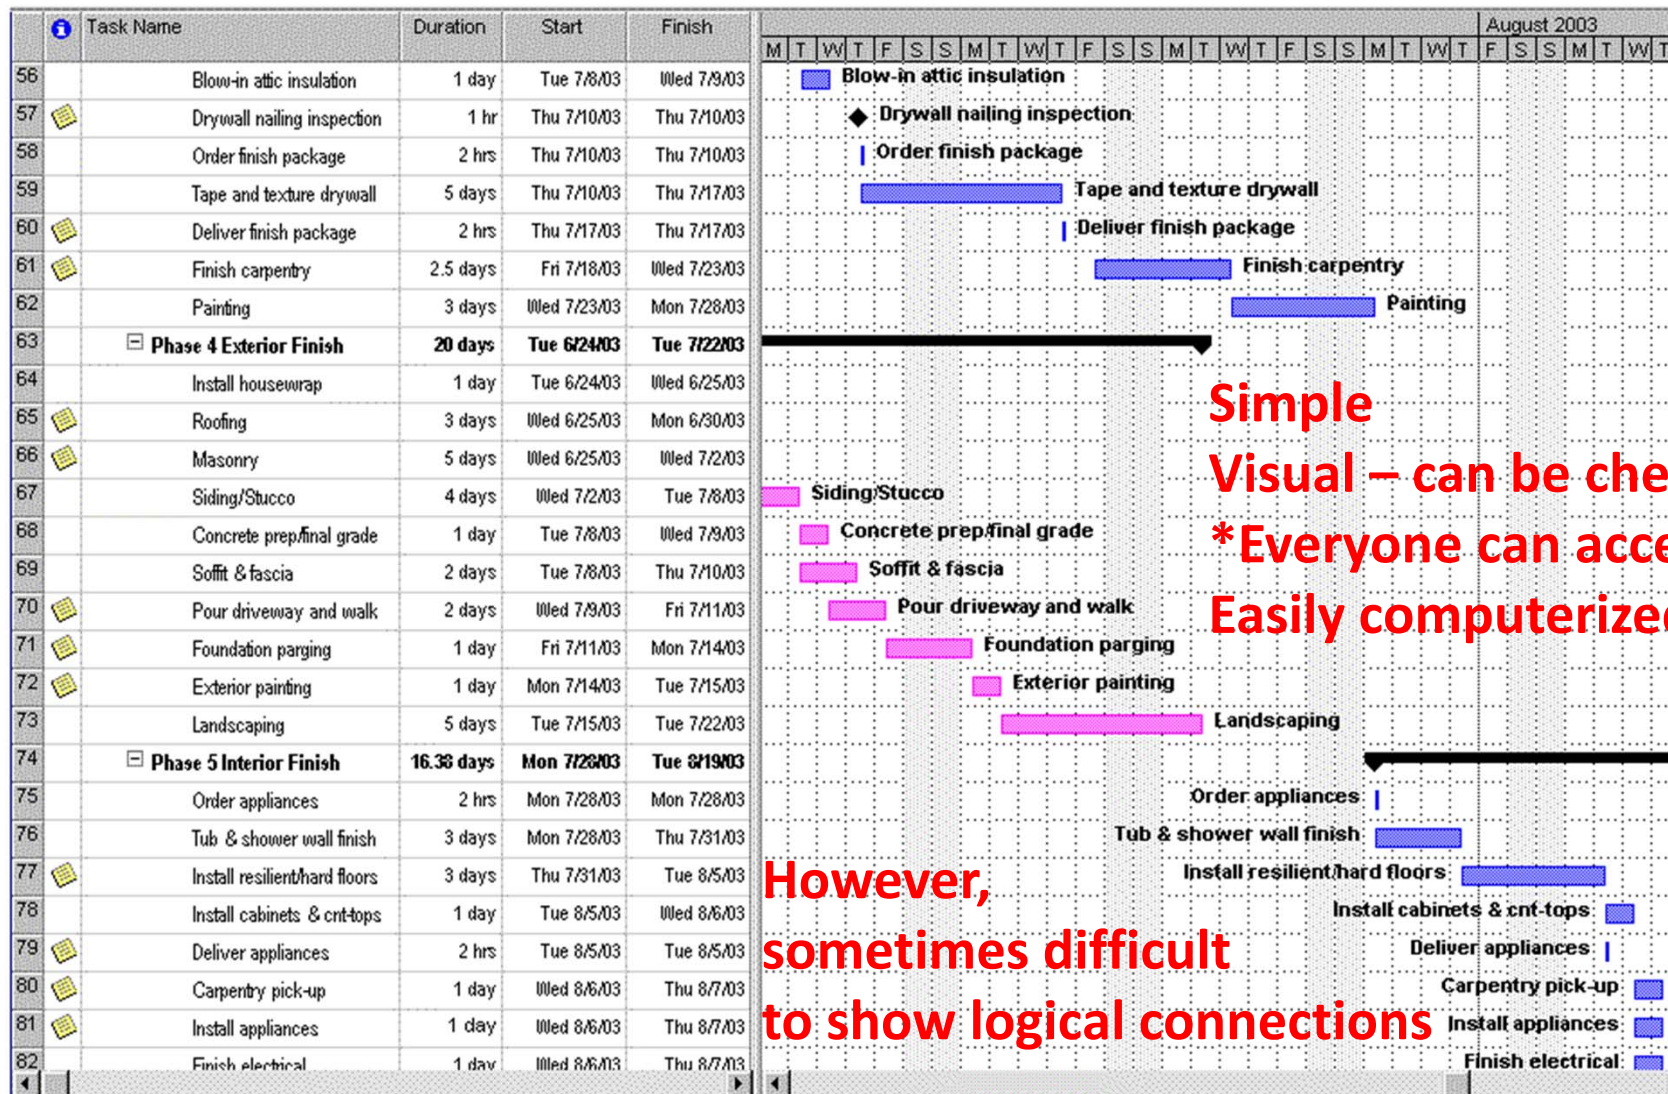 Task Name Duration Start Finish August 2003
M T W T F S S M T W T F S S M T W T F S S M T W T F S S M T W T
56 Blow-in attic insulation 1 day Tue 7/8/03 Wed 7/9/03 Blow-in attic insulation
57 Drywall nailing inspection 1 hr Thu 7/10/03 Thu 7/10/03 Drywall nailing inspection
58 Order finish package 2 hrs Thu 7/10/03 Thu 7/10/03 Order finish package
59 Tape and texture drywall 5 days Thu 7/10/03 Thu 7/17/03 Tape and texture drywall
60 Deliver finish package 2 hrs Thu 7/17/03 Thu 7/17/03 Deliver finish package
61 Finish carpentry 2.5 days Fri 7/18/03 Wed 7/23/03 Finish carpentry
62 Painting 3 days Wed 7/23/03 Mon 7/28/03 Painting
63 Phase 4 Exterior Finish 20 days Tue 6/24/03 Tue 7/22/03
64 Install housewrap 1 day Tue 6/24/03 Wed 6/25/03
Simple
65 Roofing 3 days Wed 6/25/03 Mon 6/30/03
66 Masonry 5 days Wed 6/25/03 Wed 7/2/03
Visual – can be che
67 Siding/Stucco 4 days Wed 7/2/03 Tue 7/8/03 Siding/Stucco
68 Concrete prep/final grade 1 day Tue 7/8/03 Wed 7/9/03 Concrete prep/final grade
*Everyone can acce
69 Soffit & fascia 2 days Tue 7/8/03 Thu 7/10/03 Soffit & fascia
70 Pour driveway and walk 2 days Wed 7/9/03 Fri 7/11/03 Pour driveway and walk
Easily computerized
71 Foundation parging 1 day Fri 7/11/03 Mon 7/14/03 Foundation parging
72 Exterior painting 1 day Mon 7/14/03 Tue 7/15/03 Exterior painting
73 Landscaping 5 days Tue 7/15/03 Tue 7/22/03 Landscaping
74 Phase 5 Interior Finish 16.38 days Mon 7/28/03 Tue 8/19/03
75 Order appliances 2 hrs Mon 7/28/03 Mon 7/28/03 Order appliances
76 Tub & shower wall finish 3 days Mon 7/28/03 Thu 7/31/03 Tub & shower wall finish
77 Install resilient/hard floors 3 days Thu 7/31/03 Tue 8/5/03 Install resilient/hard floors
However,
78 Install cabinets & cnt-tops 1 day Tue 8/5/03 Wed 8/6/03 Install cabinets & cnt-tops
79 Deliver appliances 2 hrs Tue 8/5/03 Tue 8/5/03 Deliver appliances
sometimes difficult
80 Carpentry pick-up 1 day Wed 8/6/03 Thu 8/7/03 Carpentry pick-up
81 Install appliances 1 day Wed 8/6/03 Thu 8/7/03 Install appliances
to show logical connections
82 Finish electrical 1 day Wed 8/6/03 Thu 8/7/03 Finish electrical